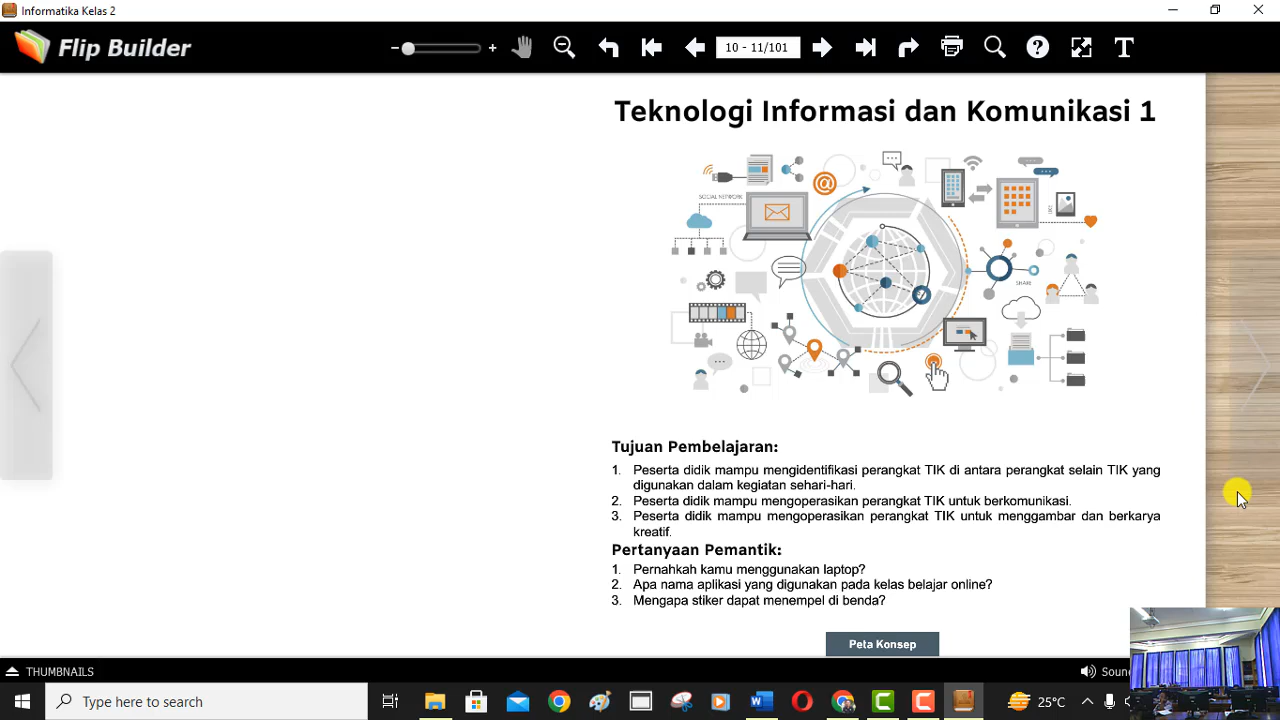 Informatika Kelas 2
Flip Builder
10 - 11/101
T
Teknologi Informasi dan Komunikasi 1
SOCIAL NETWORK
@
SHARE
Tujuan Pembelajaran:
1. Peserta didik mampu mengidentifikasi perangkat TIK di antara perangkat selain TIK yang
digunakan dalam kegiatan sehari-hari.
2. Peserta didik mampu mengoperasikan perangkat TIK untuk berkomunikasi.
3. Peserta didik mampu mengoperasikan perangkat TIK untuk menggambar dan berkarya
kreatif.
Pertanyaan Pemantik:
1. Pernahkah kamu menggunakan laptop?
2. Apa nama aplikasi yang digunakan pada kelas belajar online?
3. Mengapa stiker dapat menempel di benda?
Peta Konsep
THUMBNAILS
Soun
Type here to search
25°C